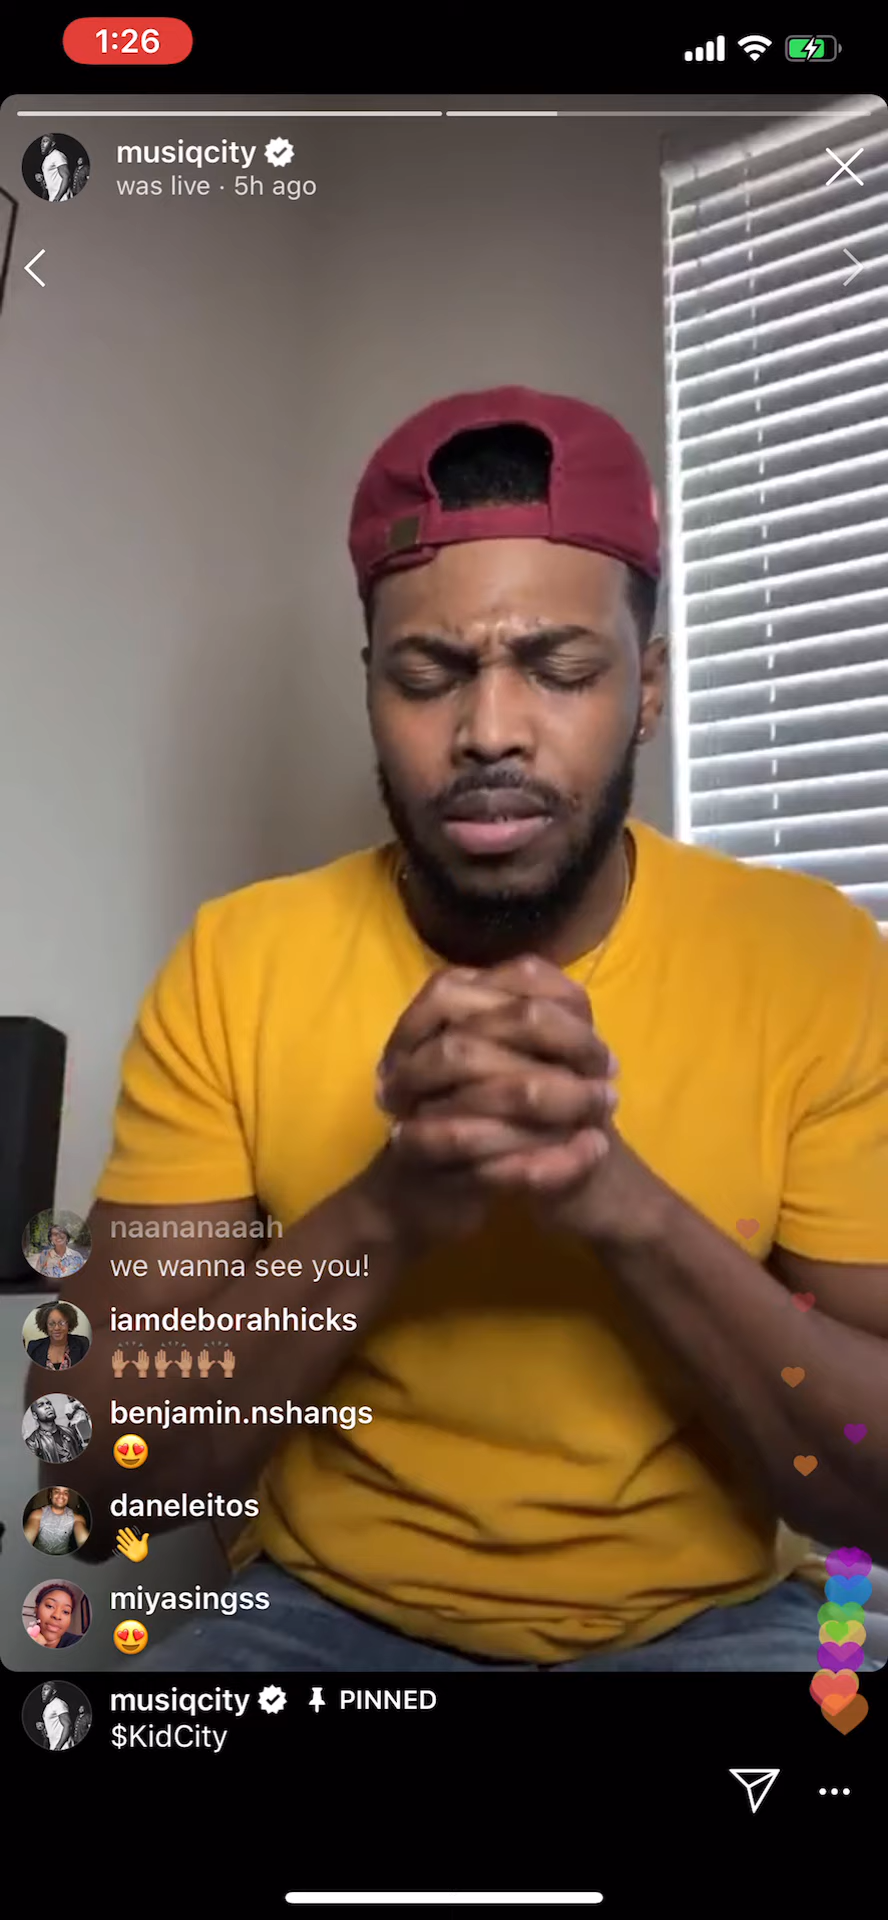 1:26
musiqcity
was live · 5h ago
naananaaah
we wanna see you!
iamdeborahhicks
🙌🏽🙌🏽🙌🏽
benjamin.nshangs
😍
daneleitos
👋
miyasingss
😍
musiqcity PINNED
$KidCity